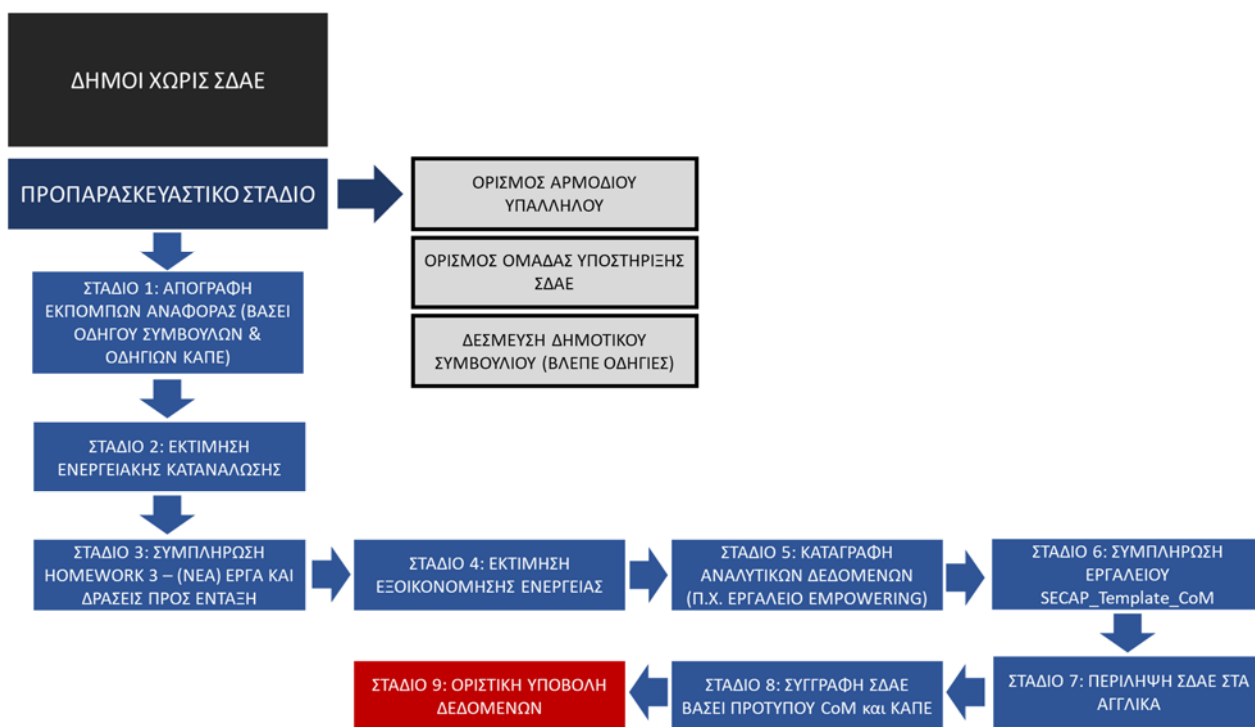 ΔΗΜΟΙ ΧΩΡΙΣ ΣΔΑΕ
ΠΡΟΠΑΡΑΣΚΕΥΑΣΤΙΚΟ ΣΤΑΔΙΟ
ΟΡΙΣΜΟΣ ΑΡΜΟΔΙΟΥ
ΥΠΑΛΛΗΛΟΥ
ΟΡΙΣΜΟΣ ΟΜΑΔΑΣ ΥΠΟΣΤΗΡΙΞΗΣ
ΣΔΑΕ
ΔΕΣΜΕΥΣΗ ΔΗΜΟΤΙΚΟΥ
ΣΥΜΒΟΥΛΙΟΥ (ΒΛΕΠΕ ΟΔΗΓΙΕΣ)
ΣΤΑΔΙΟ 1: ΑΠΟΓΡΑΦΗ
ΕΚΠΟΜΠΩΝ ΑΝΑΦΟΡΑΣ (ΒΑΣΕΙ
ΟΔΗΓΟΥ ΣΥΜΒΟΥΛΩΝ &
ΟΔΗΓΙΩΝ ΚΑΠΕ)
ΣΤΑΔΙΟ 2: ΕΚΤΙΜΗΣΗ
ΕΝΕΡΓΕΙΑΚΗΣ ΚΑΤΑΝΑΛΩΣΗΣ
ΣΤΑΔΙΟ 3: ΣΥΜΠΛΗΡΩΣΗ
HOMEWORK 3 – (ΝΕΑ) ΕΡΓΑ ΚΑΙ
ΔΡΑΣΕΙΣ ΠΡΟΣ ΕΝΤΑΞΗ
ΣΤΑΔΙΟ 4: ΕΚΤΙΜΗΣΗ
ΕΞΟΙΚΟΝΟΜΗΣΗΣ ΕΝΕΡΓΕΙΑΣ
ΣΤΑΔΙΟ 5: ΚΑΤΑΓΡΑΦΗ
ΑΝΑΛΥΤΙΚΩΝ ΔΕΔΟΜΕΝΩΝ
(Π.Χ. ΕΡΓΑΛΕΙΟ EMPOWERING)
ΣΤΑΔΙΟ 6: ΣΥΜΠΛΗΡΩΣΗ
ΕΡΓΑΛΕΙΟΥ
SECAP_Template_CoM
ΣΤΑΔΙΟ 7: ΠΕΡΙΛΗΨΗ ΣΔΑΕ ΣΤΑ
ΑΓΓΛΙΚΑ
ΣΤΑΔΙΟ 8: ΣΥΓΓΡΑΦΗ ΣΔΑΕ
ΒΑΣΕΙ ΠΡΟΤΥΠΟΥ CoM και ΚΑΠΕ
ΣΤΑΔΙΟ 9: ΟΡΙΣΤΙΚΗ ΥΠΟΒΟΛΗ
ΔΕΔΟΜΕΝΩΝ